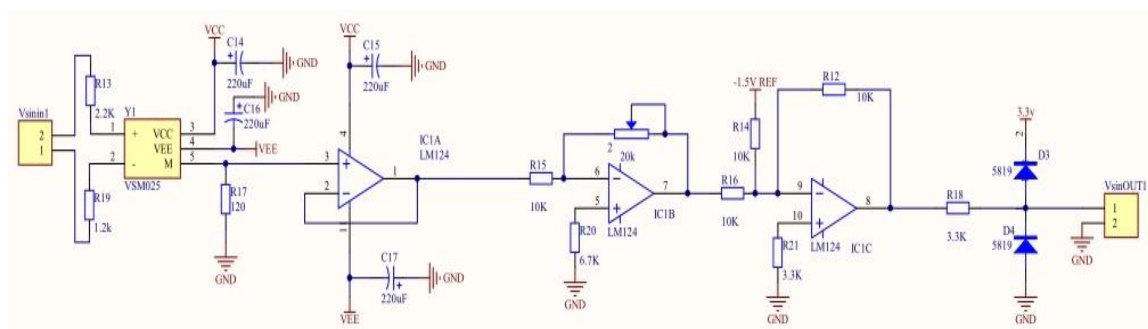 VCC
C14
GND
220uF
C16
GND
220uF
R13
2.2K
Vsinin1
2
1
Y1
1
+
VCC
3
VEE
4
VEE
2
-
M
5
VSM025
R19
1.2k
R17
120
GND
VCC
C15
GND
220uF
4
IC1A
LM124
3
+
2
−
1
1
C17
GND
220uF
VEE
R15
10K
2
20k
6
−
7
5
+
IC1B
R20
LM124
6.7K
GND
-1.5V REF
R14
10K
R12
10K
R16
10K
9
−
8
10
+
R21
LM124
IC1C
3.3K
GND
R18
3.3K
3.3v
2
D3
5819
D4
5819
GND
VsinOUT1
1
2
GND